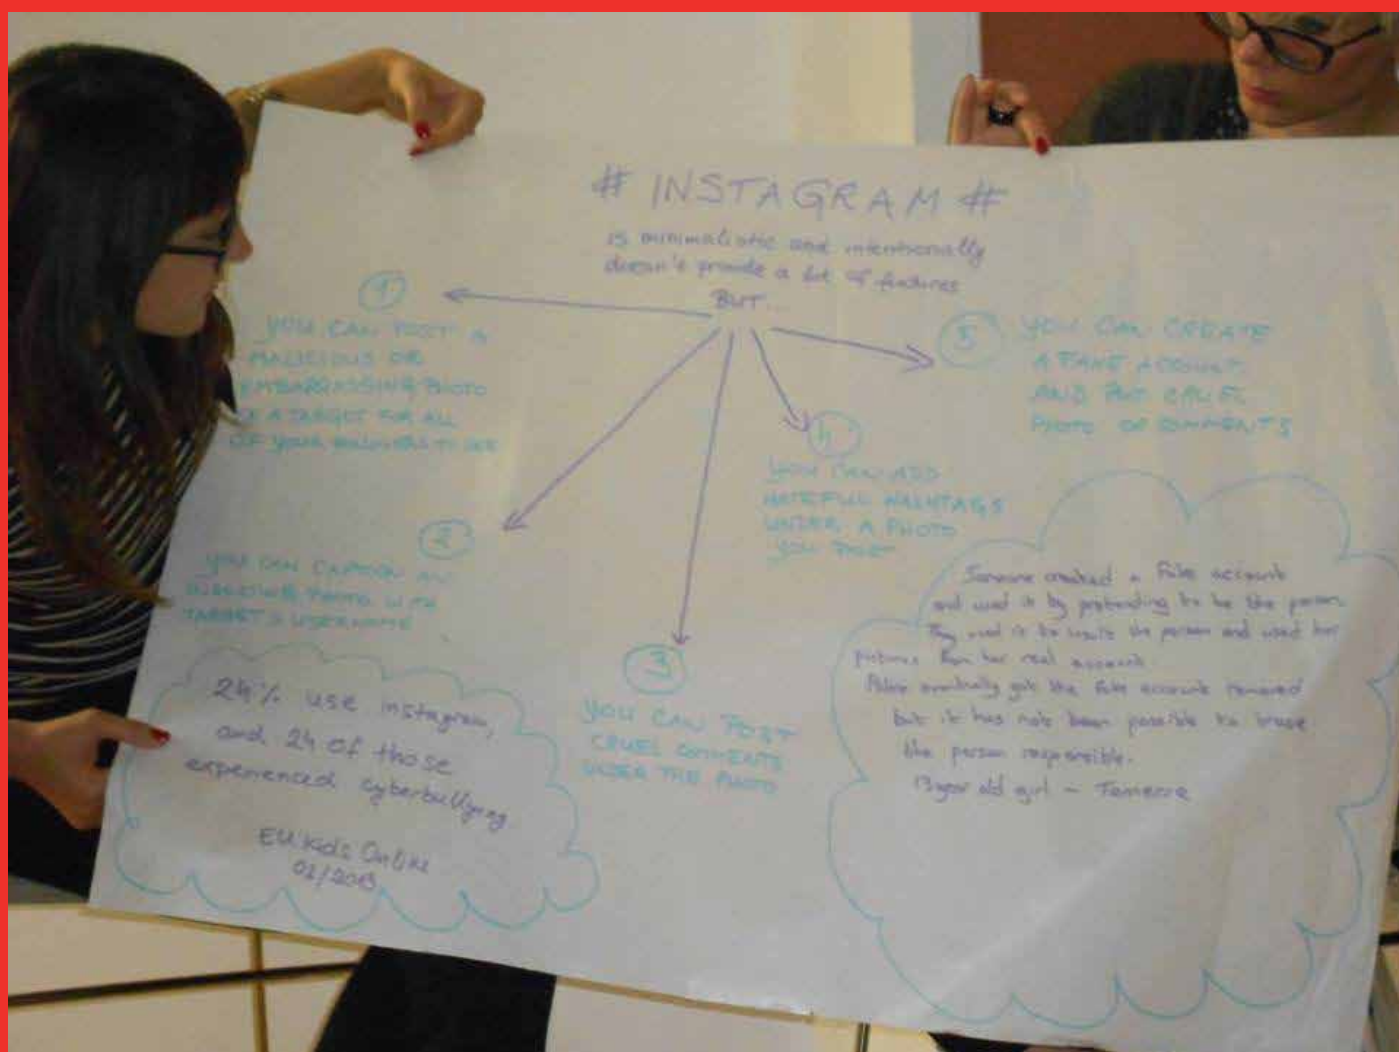 # INSTAGRAM #
is minimalistic and intentionally
doesn't provide a lot of features
BUT...
1
YOU CAN POST A
MALICIOUS OR
EMBARRASSING PHOTO
OF A TARGET FOR ALL
OF YOUR FOLLOWERS TO SEE
2
YOU CAN CAPTION AN
PHOTO WITH
TARGET'S USERNAME
3
YOU CAN POST
CRUEL COMMENTS
UNDER THE PHOTO
4
YOU CAN ADD
HATEFUL HASHTAGS
UNDER A PHOTO
YOU POST
5
YOU CAN CREATE
A FAKE ACCOUNT
AND PUT CRUEL
PHOTO OR COMMENTS
24% use instagram,
and 24 of those
experienced cyberbullying
EU Kids Online
01/2013
Someone created a Fake account
and used it by pretending to be the person.
They used it to insult the person and used her
pictures from her real account.
Police eventually got the fake account removed
but it has not been possible to trace
the person responsible.
13 year old girl -